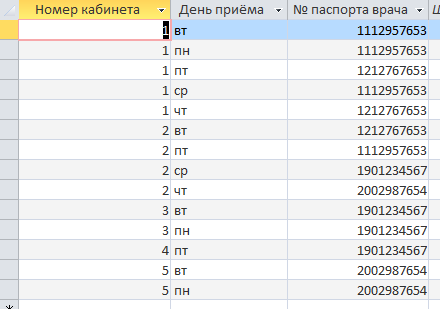 Номер кабинета День приёма № паспорта врача
1 вт 1112957653
1 пн 1112957653
1 пт 1212767653
1 ср 1112957653
1 чт 1212767653
2 вт 1212767653
2 пт 1112957653
2 ср 1901234567
2 чт 2002987654
3 вт 1901234567
3 пн 1901234567
4 пт 1901234567
5 вт 2002987654
5 пн 2002987654